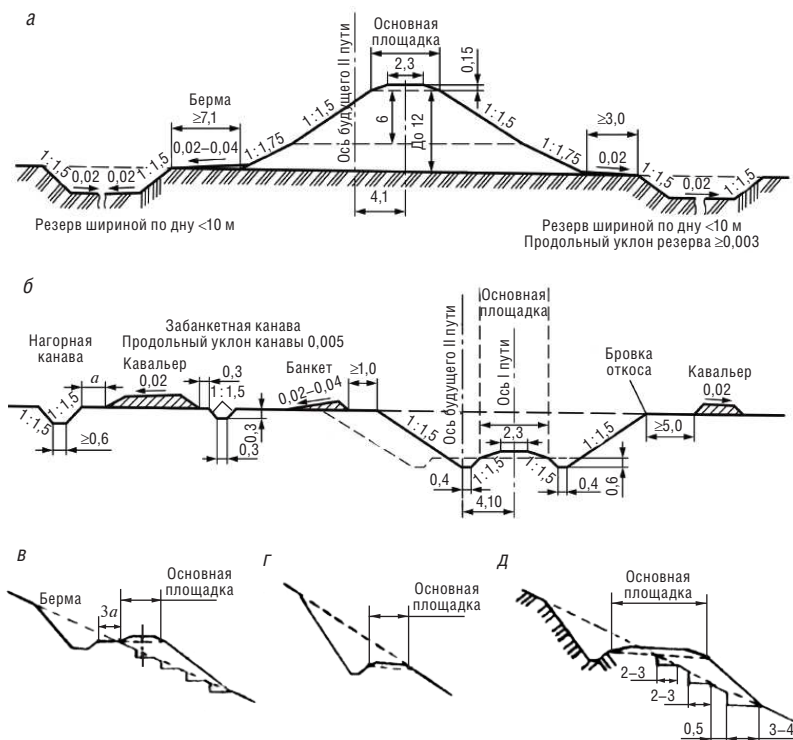 а
Ось будущего II пути
Основная
площадка
2,3
0,15
Берма
≥7,1
0,02–0,04
1:1,5
1:1,5
1:1,75
1:1,5
6
До 12
1:1,5
1:1,75
≥3,0
0,02
1:1,5
1:1,5
0,02
0,02
0,02
4,1
Резерв шириной по дну <10 м
Резерв шириной по дну <10 м
Продольный уклон резерва ≥0,003
б
Нагорная
канава
Забанкетная канава
Продольный уклон канавы 0,005
Кавальер
0,02
а
0,3
1:1,5
Банкет
0,02–0,04
≥1,0
Ось будущего II пути
Основная
площадка
Ось I пути
Бровка
откоса
Кавальер
0,02
1:1,5
1:1,5
≥0,6
0,3
0,3
1:1,5
2,3
1:1,5
1:1,5
1:1,5
≥5,0
0,4
4,10
0,4
0,6
в
Берма
3а
Основная
площадка
г
Основная
площадка
д
Основная
площадка
2–3
2–3
0,5
3–4